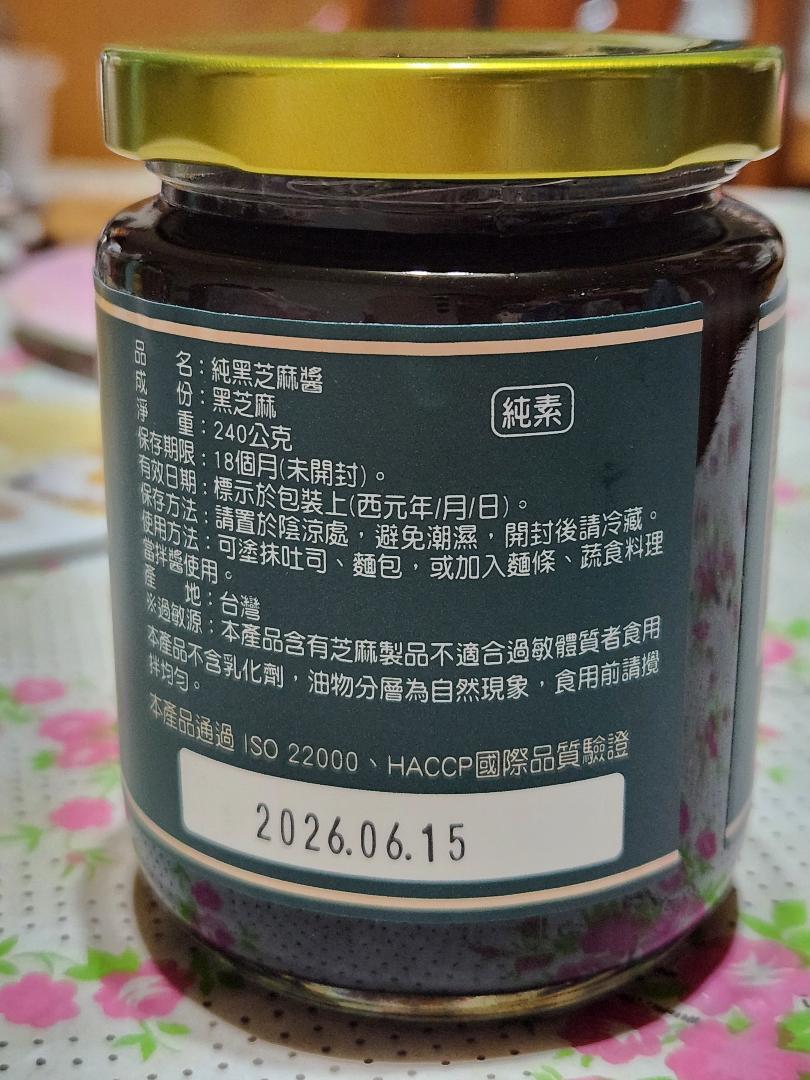 品　　名：純黑芝麻醬
成　　份：黑芝麻
淨　　重：240公克
純素
保存期限：18個月(未開封)。
有效日期：標示於包裝上(西元年/月/日)。
保存方法：請置於陰涼處，避免潮濕，開封後請冷藏。
使用方法：可塗抹吐司、麵包，或加入麵條、蔬食料理
當拌醬使用。
產　　地：台灣
※過敏源：本產品含有芝麻製品不適合過敏體質者食用
本產品不含乳化劑，油物分層為自然現象，食用前請攪
拌均勻。
本產品通過 ISO 22000、HACCP國際品質驗證
2026.06.15